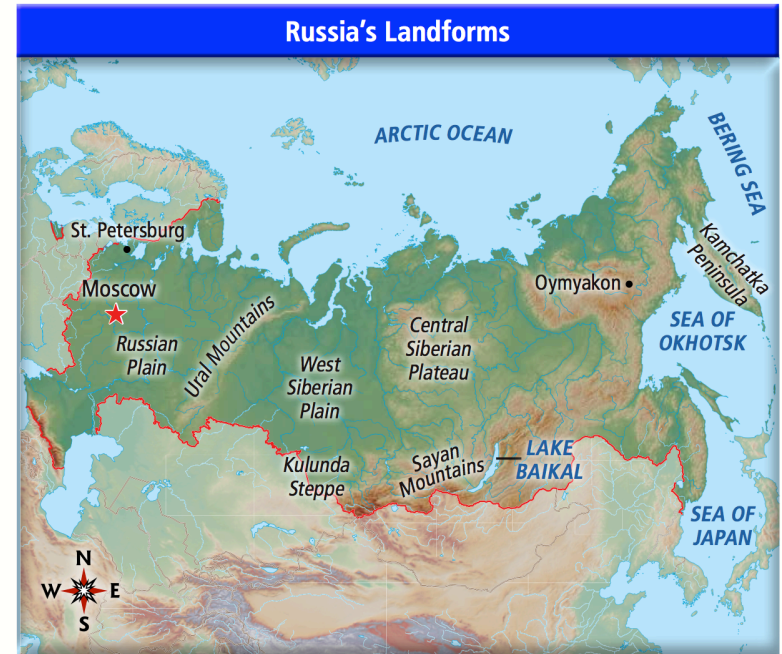 Russia's Landforms
ARCTIC OCEAN
BERING SEA
St. Petersburg
Kamchatka
Peninsula
Oymyakon
Moscow
SEA OF
OKHOTSK
Ural Mountains
Russian
Plain
Central
Siberian
Plateau
West
Siberian
Plain
Kulunda
Steppe
Sayan
Mountains
LAKE
BAIKAL
SEA OF
JAPAN
N
W E
S